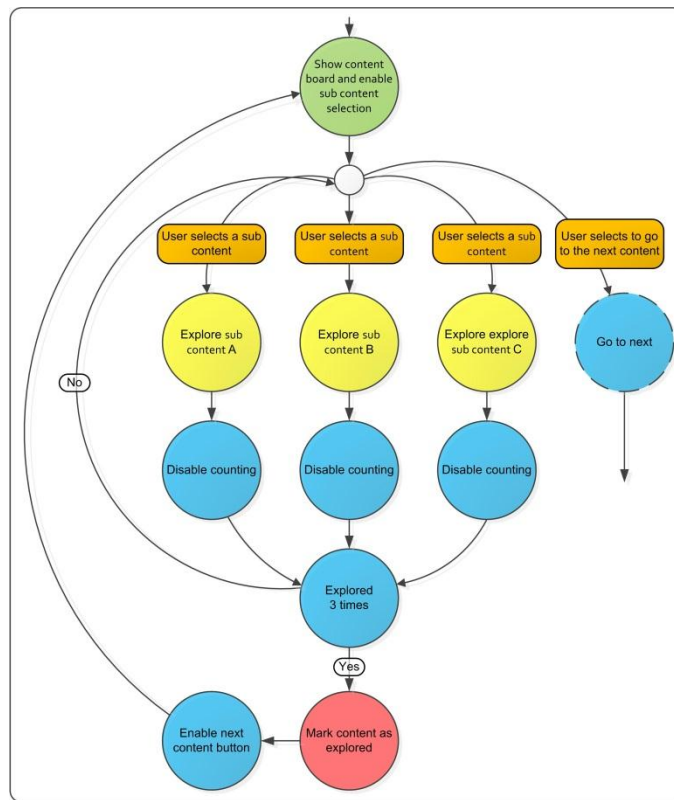 Show content
board and enable
sub content
selection
User selects a sub
content
User selects a sub
content
User selects a sub
content
User selects to go
to the next content
Explore sub
content A
Explore sub
content B
Explore explore
sub content C
Go to next
No
Disable counting
Disable counting
Disable counting
Explored
3 times
Yes
Enable next
content button
Mark content as
explored